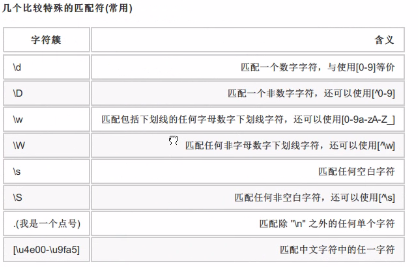 几个比较特殊的匹配符(常用)
字符簇 含义
\d 匹配一个数字字符，与使用[0-9]等价
\D 匹配一个非数字字符，还可以使用[^0-9]
\w 匹配包括下划线的任何字母数字下划线字符，还可以使用[0-9a-zA-Z_]
\W 匹配任何非字母数字下划线字符，还可以使用[^\w]
\s 匹配任何空白字符
\S 匹配任何非空白字符，还可以使用[^\s]
.(我是一个点号) 匹配除 "\n" 之外的任何单个字符
[\u4e00-\u9fa5] 匹配中文字符中的任一字符